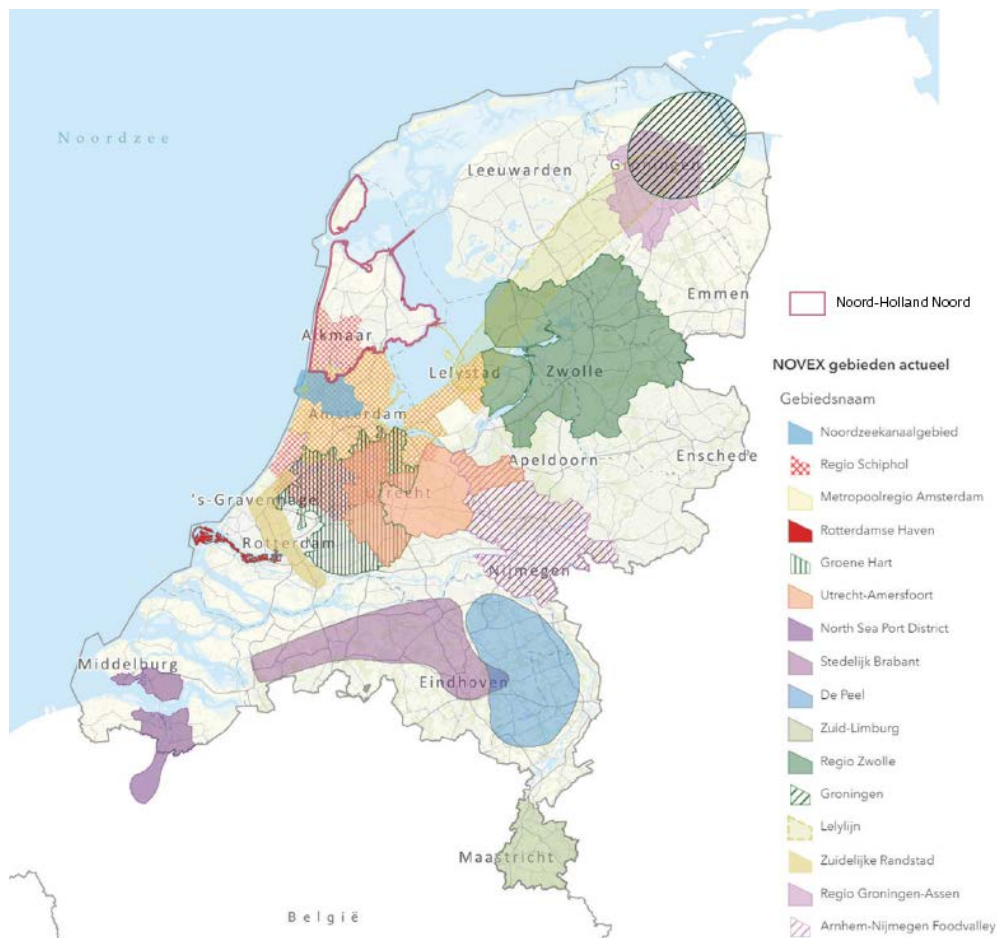 Noordzee
Leeuwarden
Groningen
Emmen
Alkmaar
Lelystad
Zwolle
Amsterdam
Apeldoorn
Enschede
's-Gravenhage
Utrecht
Rotterdam
Nijmegen
Middelburg
Eindhoven
Maastricht
België
Noord-Holland Noord
NOVEX gebieden actueel
Gebiedsnaam
Noordzeekanaalgebied
Regio Schiphol
Metropoolregio Amsterdam
Rotterdamse Haven
Groene Hart
Utrecht-Amersfoort
North Sea Port District
Stedelijk Brabant
De Peel
Zuid-Limburg
Regio Zwolle
Groningen
Lelylijn
Zuidelijke Randstad
Regio Groningen-Assen
Arnhem-Nijmegen Foodvalley